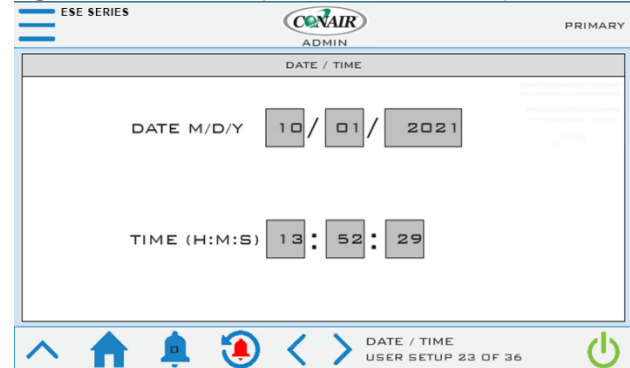 ESE SERIES
CONAIR
PRIMARY
ADMIN
DATE / TIME
DATE M/D/Y 10/ 01/ 2021
TIME (H:M:S) 13: 52: 29
0
DATE / TIME
USER SETUP 23 OF 36